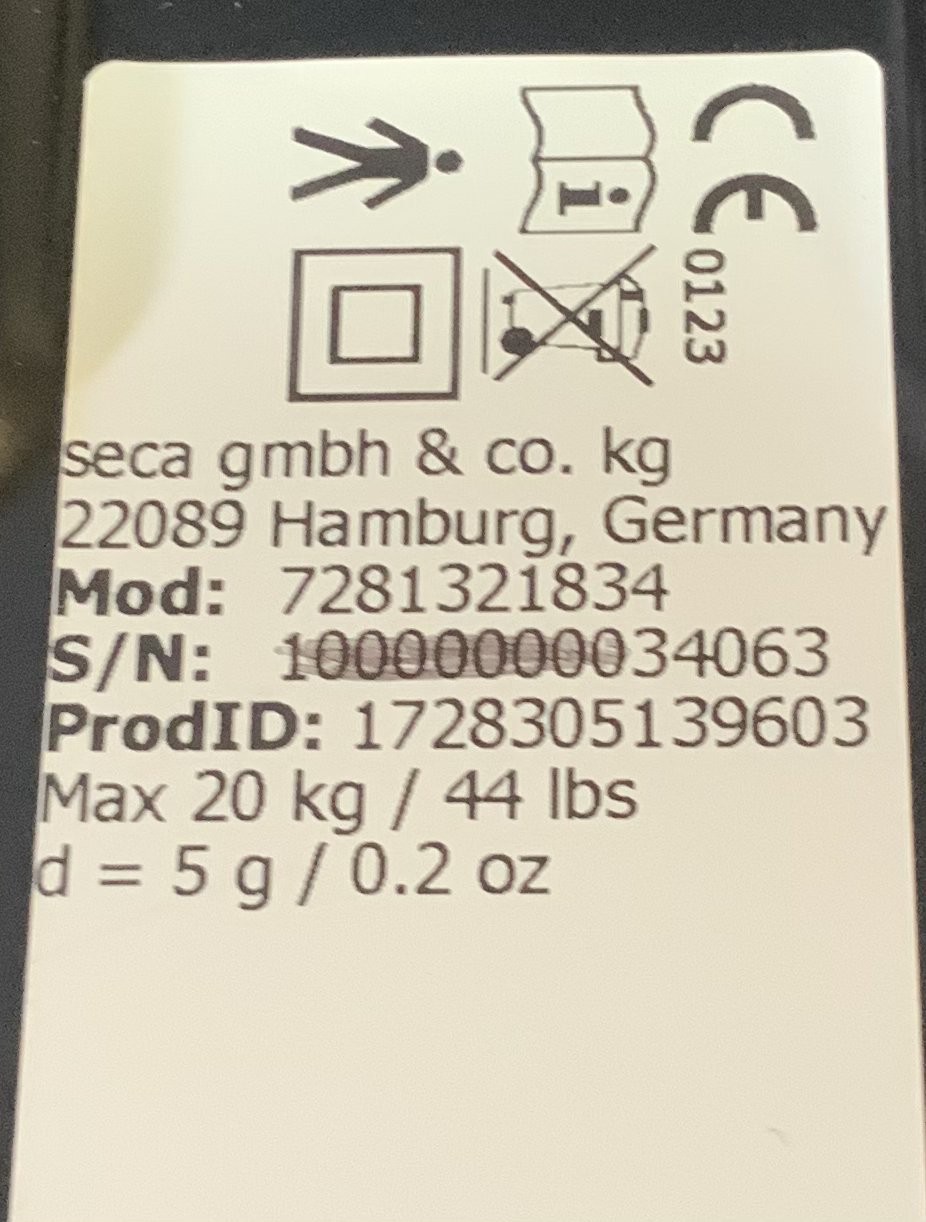 CE 0123
i
seca gmbh & co. kg
22089 Hamburg, Germany
Mod: 7281321834
S/N: 10000000034063
ProdID: 1728305139603
Max 20 kg / 44 lbs
d = 5 g / 0.2 oz